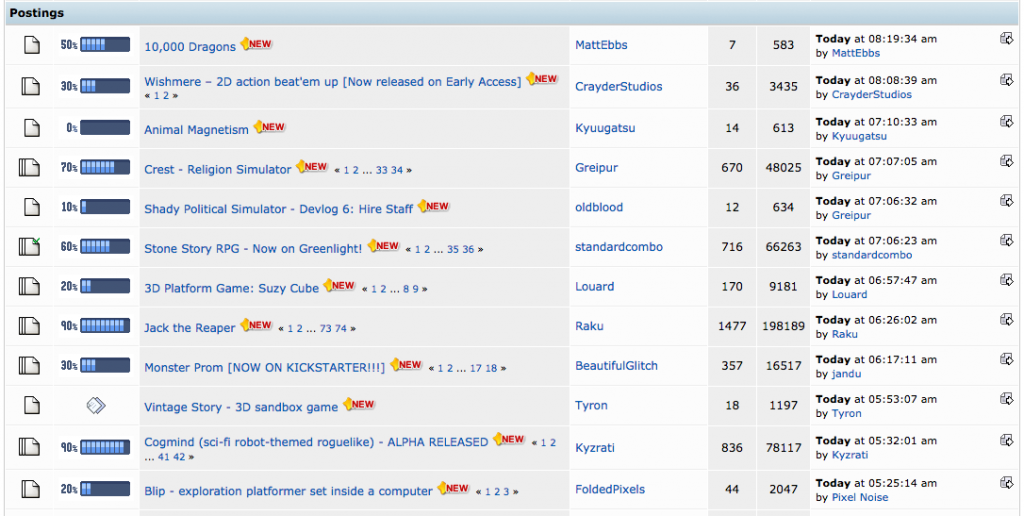 Postings
50% 10,000 Dragons NEW MattEbbs 7 583 Today at 08:19:34 am
by MattEbbs
30% Wishmere – 2D action beat'em up [Now released on Early Access] NEW CrayderStudios 36 3435 Today at 08:08:39 am
« 1 2 » by CrayderStudios
0% Animal Magnetism NEW Kyuugatsu 14 613 Today at 07:10:33 am
by Kyuugatsu
70% Crest - Religion Simulator NEW « 1 2 ... 33 34 » Greipur 670 48025 Today at 07:07:05 am
by Greipur
10% Shady Political Simulator - Devlog 6: Hire Staff NEW oldblood 12 634 Today at 07:06:32 am
by Greipur
60% Stone Story RPG - Now on Greenlight! NEW « 1 2 ... 35 36 » standardcombo 716 66263 Today at 07:06:23 am
by standardcombo
20% 3D Platform Game: Suzy Cube NEW « 1 2 ... 8 9 » Louard 170 9181 Today at 06:57:47 am
by Louard
90% Jack the Reaper NEW « 1 2 ... 73 74 » Raku 1477 198189 Today at 06:26:02 am
by Raku
30% Monster Prom [NOW ON KICKSTARTER!!!] NEW « 1 2 ... 17 18 » BeautifulGlitch 357 16517 Today at 06:17:11 am
by jandu
Vintage Story - 3D sandbox game NEW Tyron 18 1197 Today at 05:53:07 am
by Tyron
90% Cogmind (sci-fi robot-themed roguelike) - ALPHA RELEASED NEW « 1 2 Kyzrati 836 78117 Today at 05:32:01 am
... 41 42 » by Kyzrati
20% Blip - exploration platformer set inside a computer NEW « 1 2 3 » FoldedPixels 44 2047 Today at 05:25:14 am
by Pixel Noise